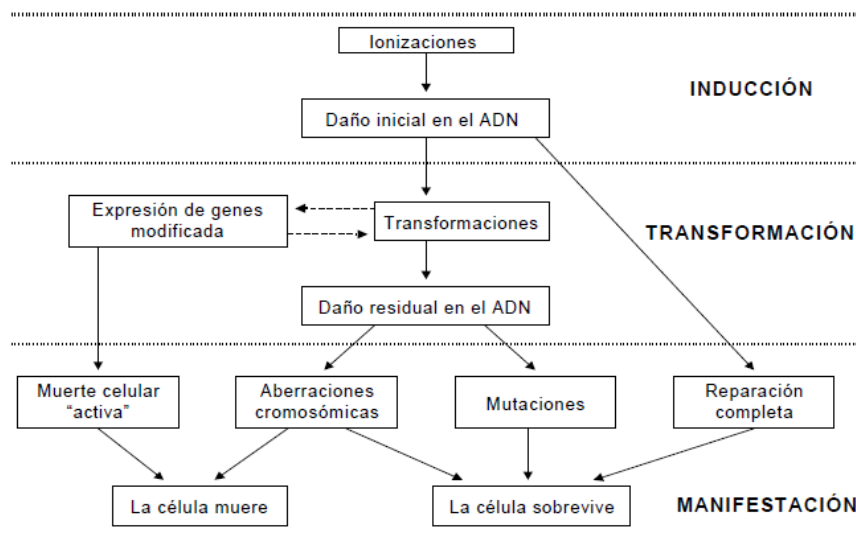 Ionizaciones
INDUCCIÓN
Daño inicial en el ADN
Expresión de genes
modificada
Transformaciones
TRANSFORMACIÓN
Daño residual en el ADN
Muerte celular
“activa”
Aberraciones
cromosómicas
Mutaciones
Reparación
completa
La célula muere
La célula sobrevive
MANIFESTACIÓN